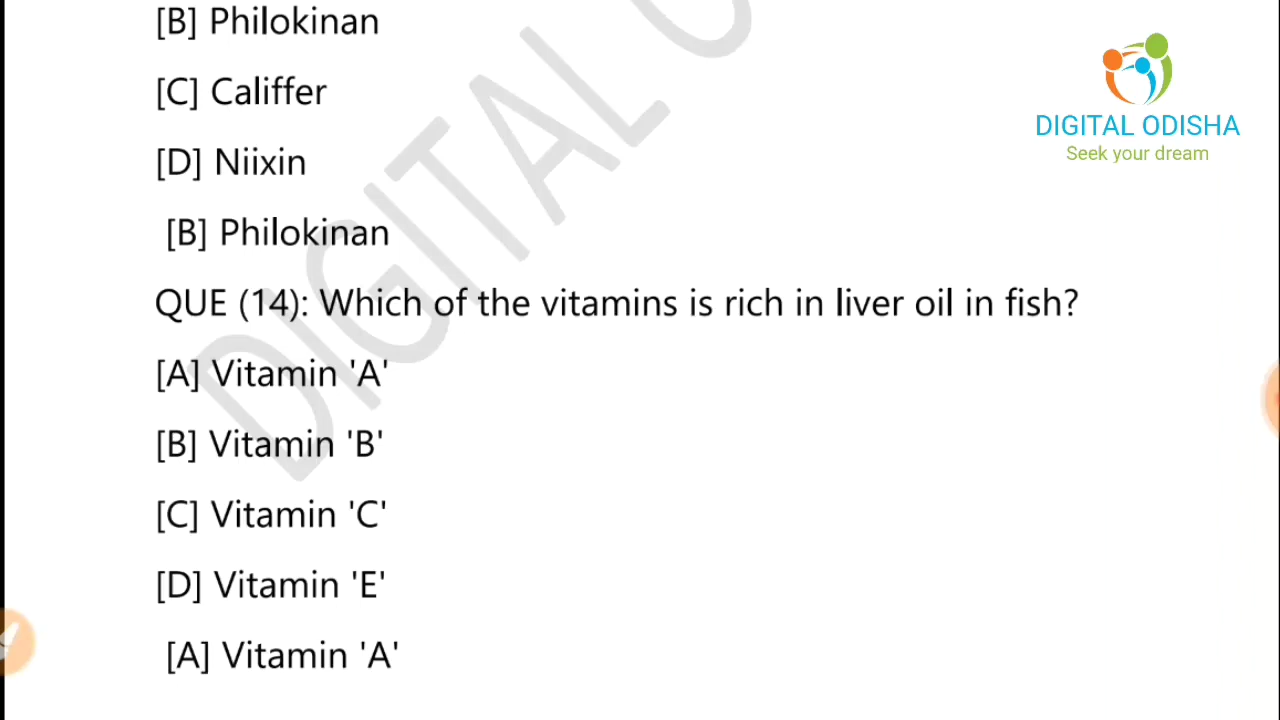 [B] Philokinan
[C] Califfer
[D] Niixin
[B] Philokinan
QUE (14): Which of the vitamins is rich in liver oil in fish?
[A] Vitamin 'A'
[B] Vitamin 'B'
[C] Vitamin 'C'
[D] Vitamin 'E'
[A] Vitamin 'A'
DIGITAL ODISHA
Seek your dream
DIGITAL